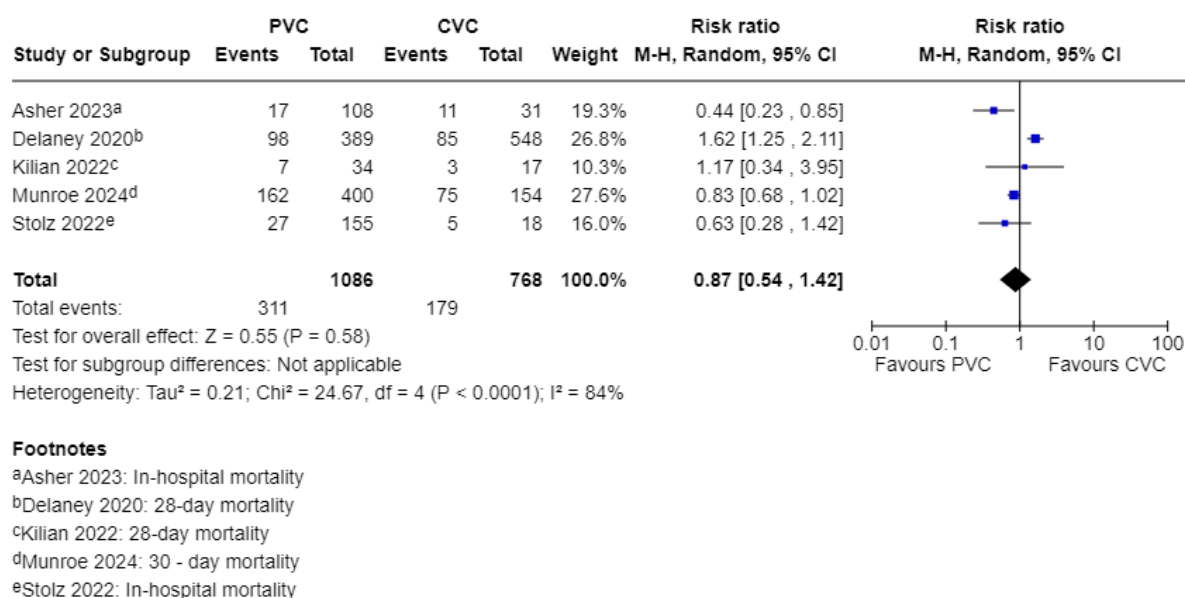 PVC CVC Risk ratio Risk ratio
Study or Subgroup Events Total Events Total Weight M-H, Random, 95% CI M-H, Random, 95% CI
Asher 2023ᵃ 17 108 11 31 19.3% 0.44 [0.23 , 0.85]
Delaney 2020ᵇ 98 389 85 548 26.8% 1.62 [1.25 , 2.11]
Kilian 2022ᶜ 7 34 3 17 10.3% 1.17 [0.34 , 3.95]
Munroe 2024ᵈ 162 400 75 154 27.6% 0.83 [0.68 , 1.02]
Stolz 2022ᵉ 27 155 5 18 16.0% 0.63 [0.28 , 1.42]
Total 1086 768 100.0% 0.87 [0.54 , 1.42]
Total events: 311 179
Test for overall effect: Z = 0.55 (P = 0.58)
0.01 0.1 1 10 100
Test for subgroup differences: Not applicable Favours PVC Favours CVC
Heterogeneity: Tau² = 0.21; Chi² = 24.67, df = 4 (P < 0.0001); I² = 84%
Footnotes
ᵃAsher 2023: In-hospital mortality
ᵇDelaney 2020: 28-day mortality
ᶜKilian 2022: 28-day mortality
ᵈMunroe 2024: 30 - day mortality
ᵉStolz 2022: In-hospital mortality